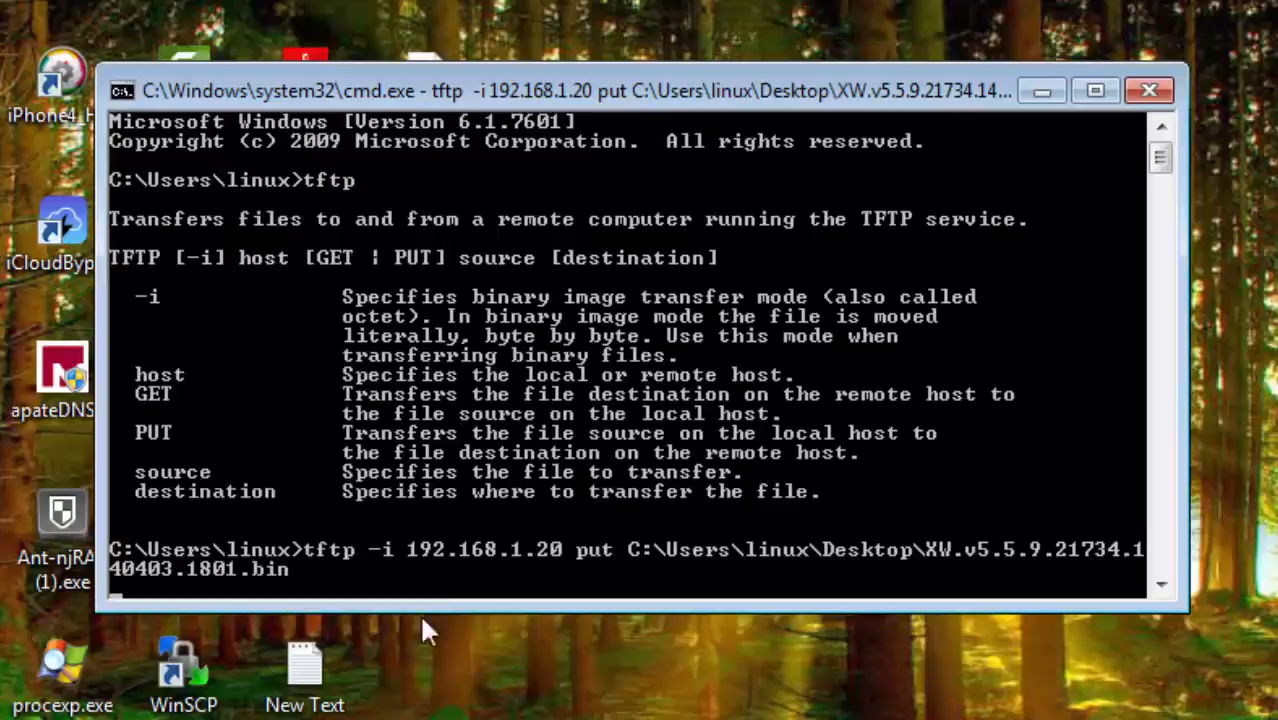 C:\Windows\system32\cmd.exe - tftp -i 192.168.1.20 put C:\Users\linux\Desktop\XW.v5.5.9.21734.14...
Microsoft Windows [Version 6.1.7601]
Copyright (c) 2009 Microsoft Corporation.  All rights reserved.
C:\Users\linux>tftp
Transfers files to and from a remote computer running the TFTP service.
TFTP [-i] host [GET | PUT] source [destination]
-i Specifies binary image transfer mode (also called
octet). In binary image mode the file is moved
literally, byte by byte. Use this mode when
transferring binary files.
host Specifies the local or remote host.
GET Transfers the file destination on the remote host to
the file source on the local host.
PUT Transfers the file source on the local host to
the file destination on the remote host.
source Specifies the file to transfer.
destination Specifies where to transfer the file.
C:\Users\linux>tftp -i 192.168.1.20 put C:\Users\linux\Desktop\XW.v5.5.9.21734.1
40403.1801.bin
iPhone4_H
iCloudByp
apateDNS
Ant-njRA
(1).exe
procexp.exe
WinSCP
New Text